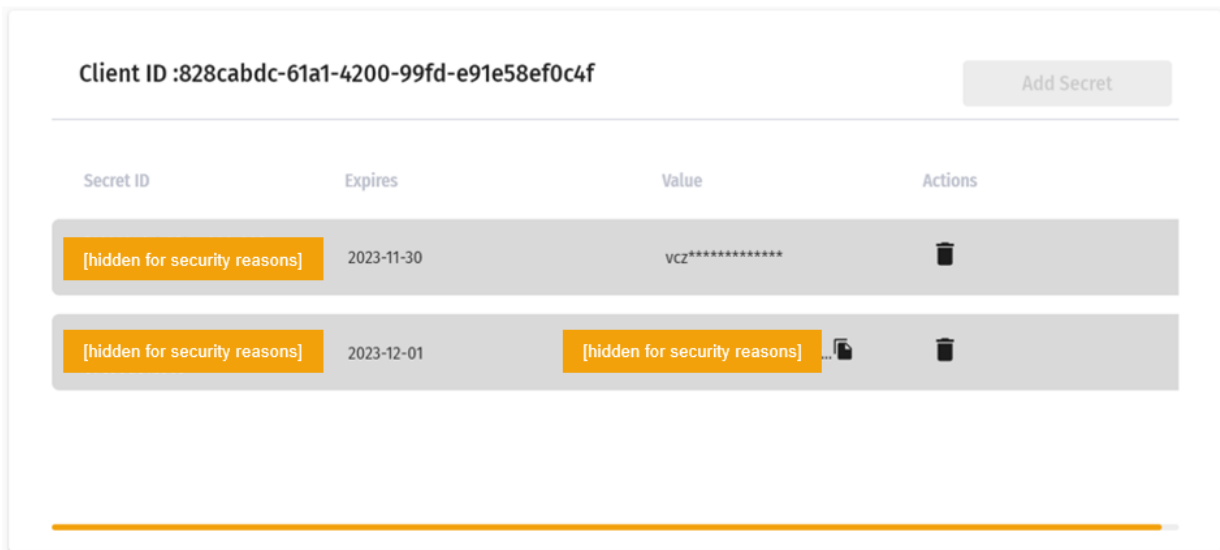 Client ID :828cabdc-61a1-4200-99fd-e91e58ef0c4f
Add Secret
Secret ID Expires Value Actions
[hidden for security reasons] 2023-11-30 vcz*************
[hidden for security reasons] 2023-12-01 [hidden for security reasons] ...